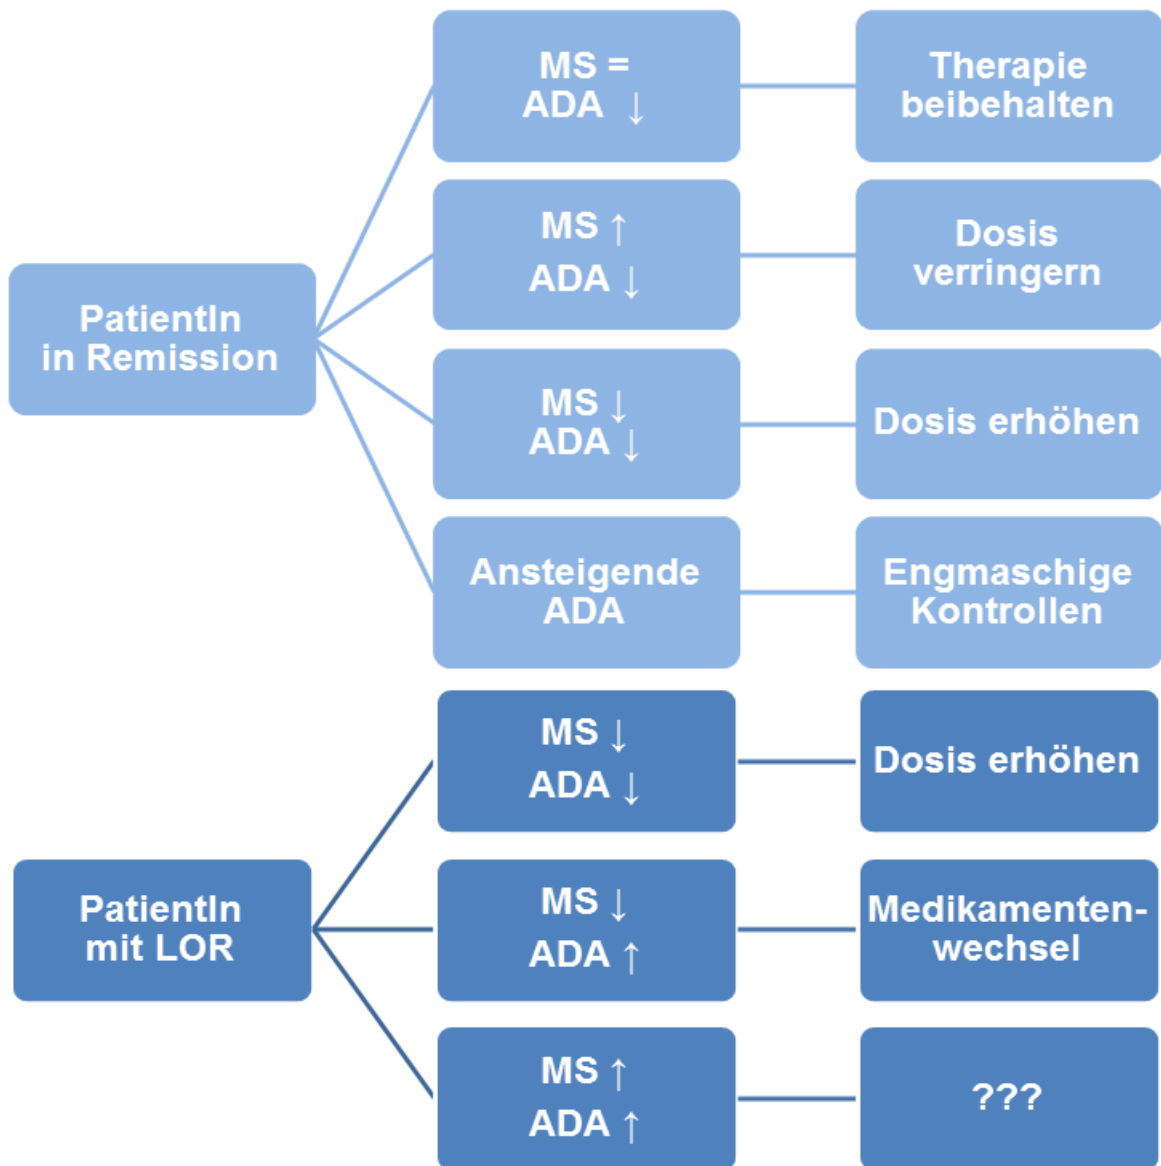 PatientIn
in Remission
MS =
ADA ↓
Therapie
beibehalten
MS ↑
ADA ↓
Dosis
verringern
MS ↓
ADA ↓
Dosis erhöhen
Ansteigende
ADA
Engmaschige
Kontrollen
PatientIn
mit LOR
MS ↓
ADA ↓
Dosis erhöhen
MS ↓
ADA ↑
Medikamenten-
wechsel
MS ↑
ADA ↑
???